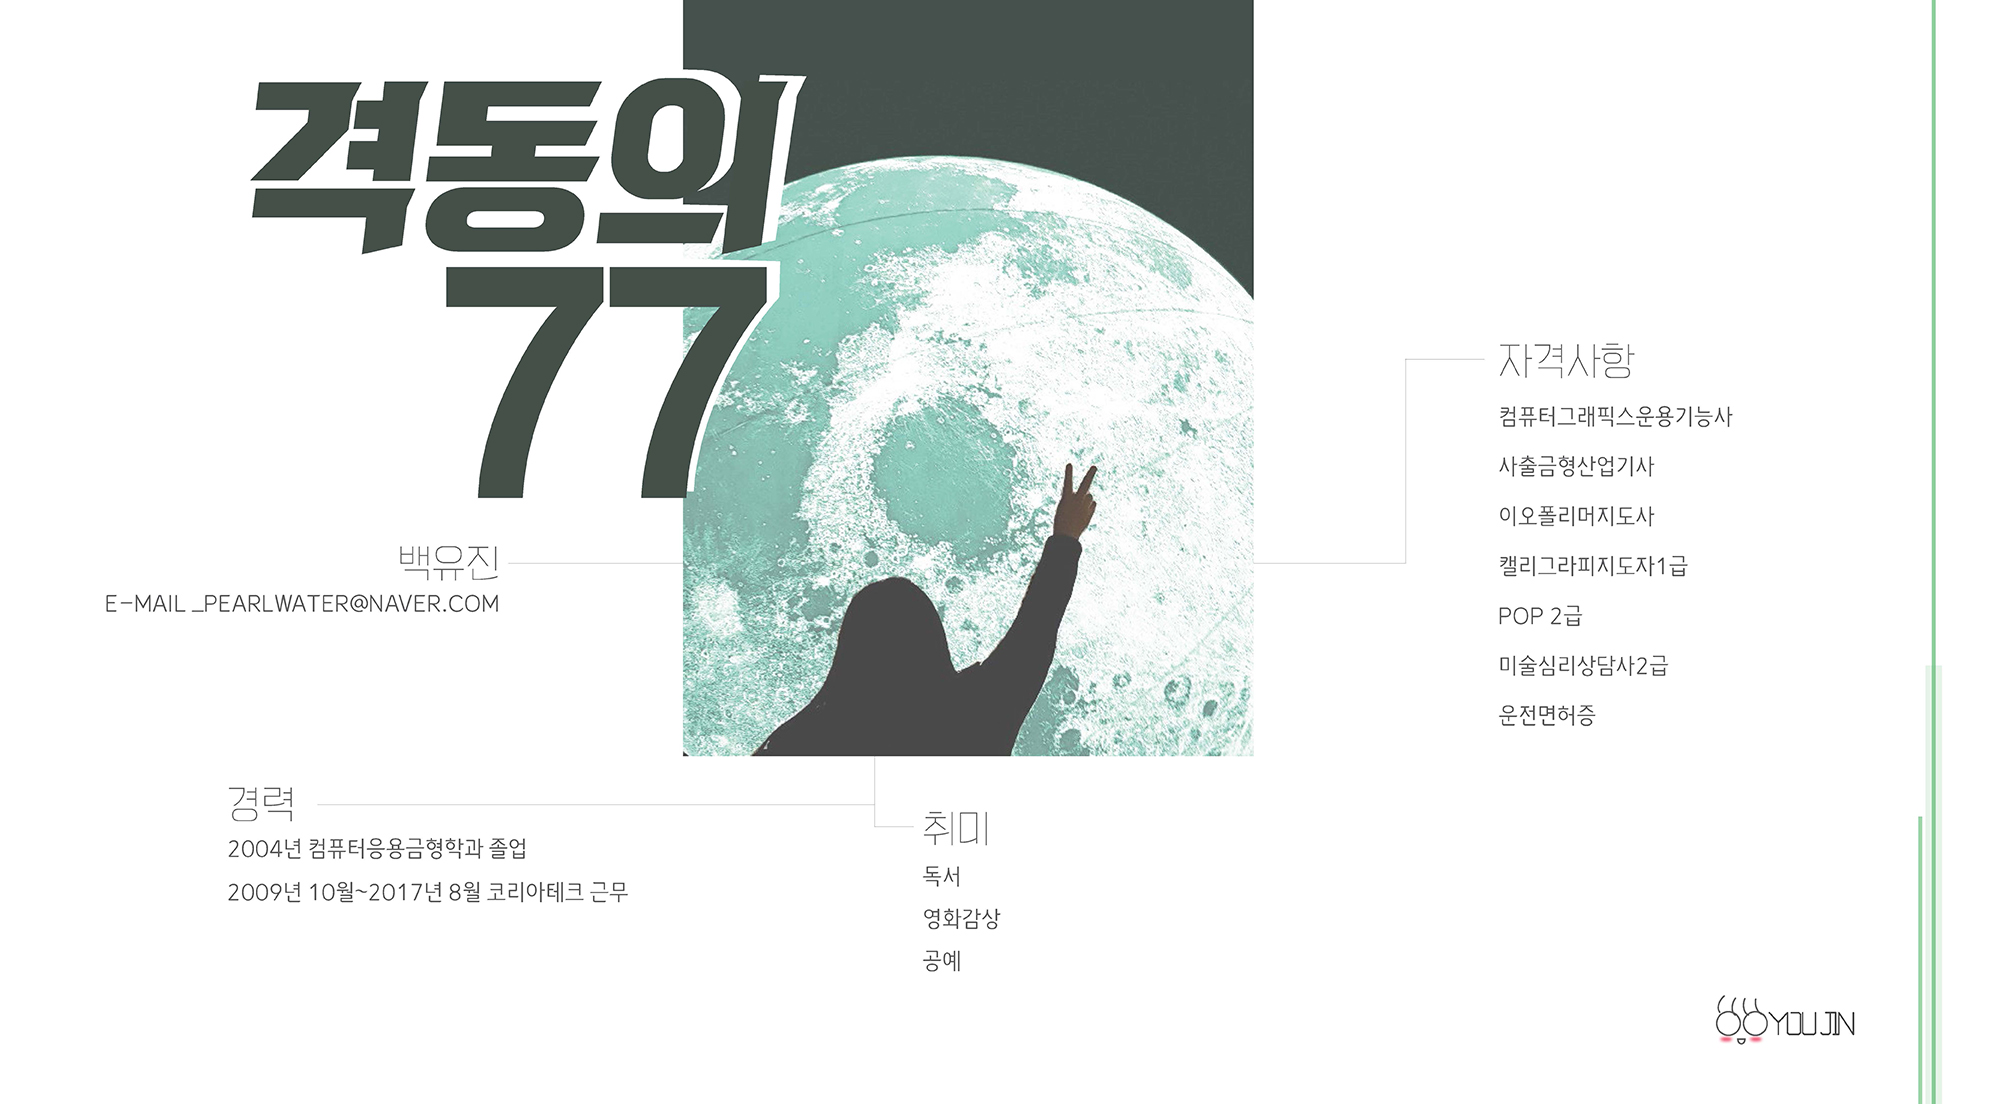 격동의
77
백유진
E-MAIL _PEARLWATER@NAVER.COM
자격사항
컴퓨터그래픽스운용기능사
사출금형산업기사
이오폴리머지도사
캘리그라피지도자1급
POP 2급
미술심리상담사2급
운전면허증
경력
2004년 컴퓨터응용금형학과 졸업
2009년 10월~2017년 8월 코리아테크 근무
취미
독서
영화감상
공예
YOUJIN